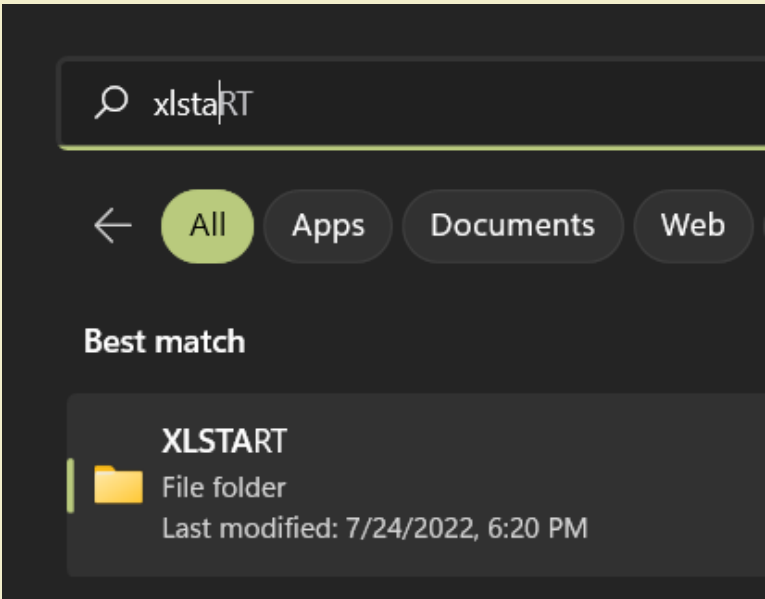 xlstaRT
All Apps Documents Web
Best match
XLSTART
File folder
Last modified: 7/24/2022, 6:20 PM